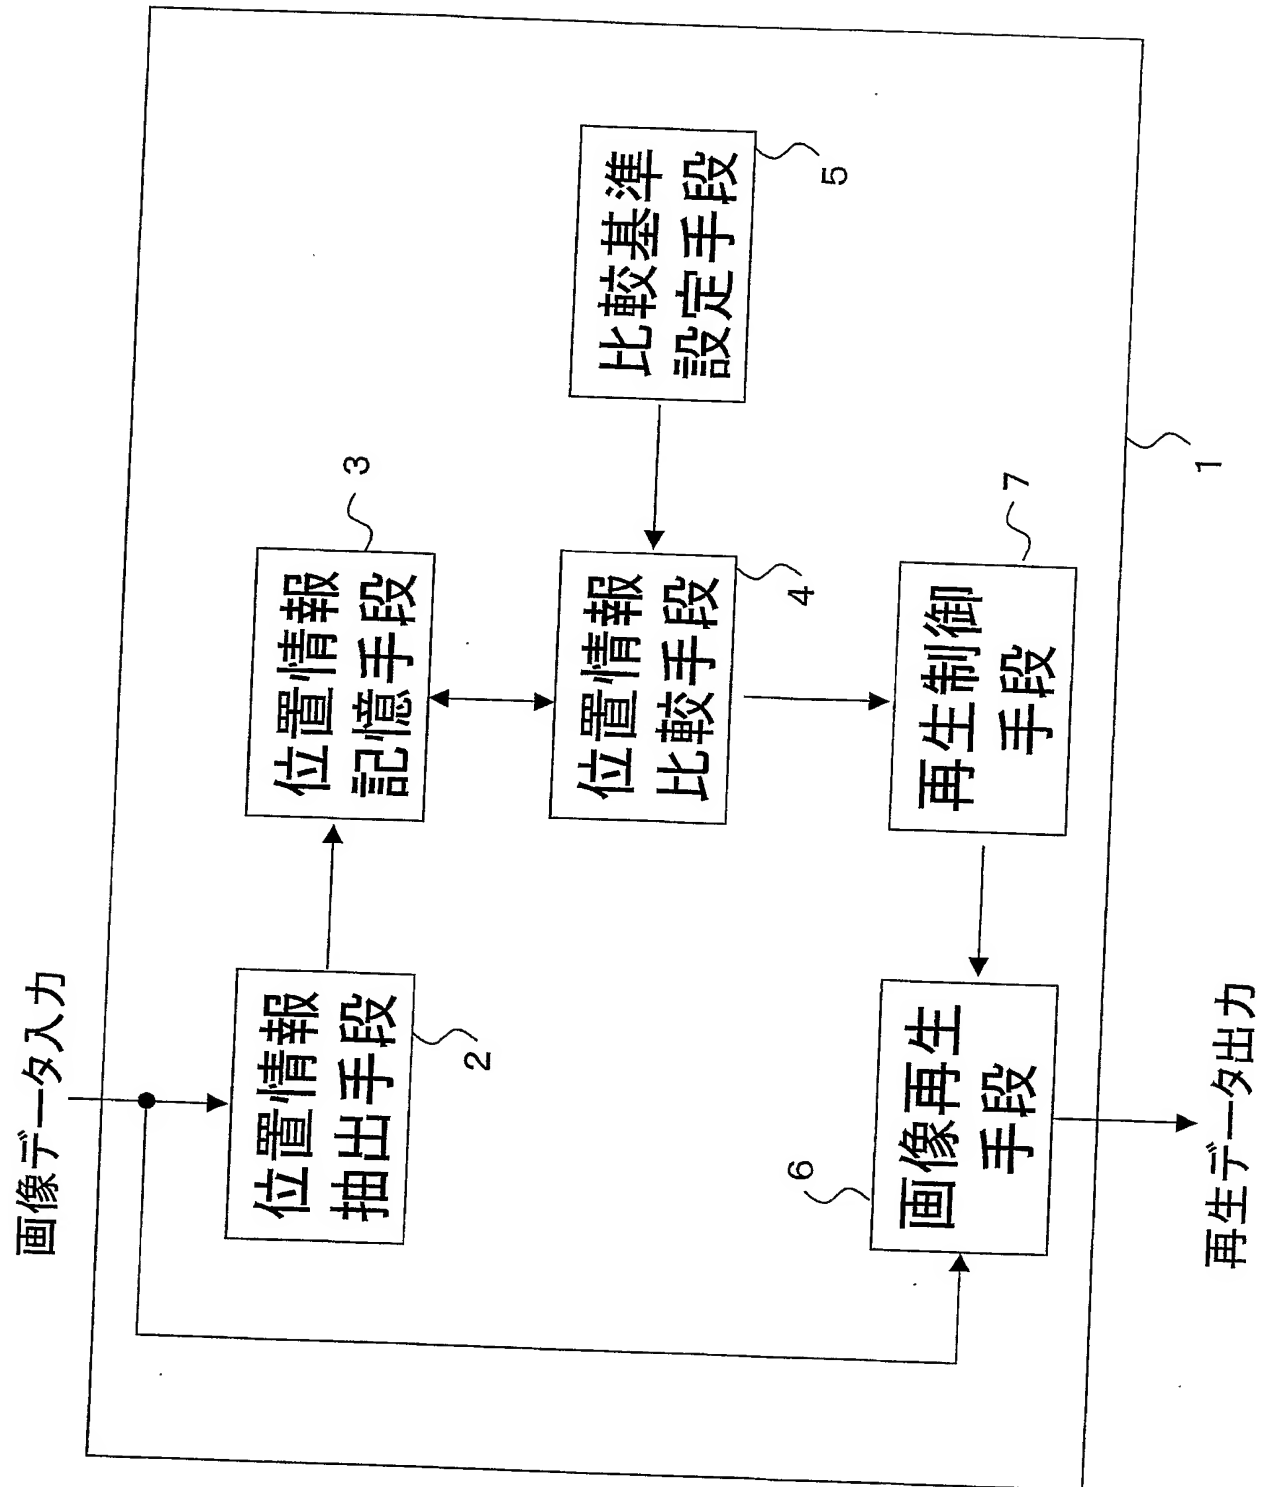 画像データ入力
位置情報
抽出手段
2
位置情報
記憶手段
3
位置情報
比較手段
4
比較基準
設定手段
5
画像再生
手段
6
再生制御
手段
7
1
再生データ出力